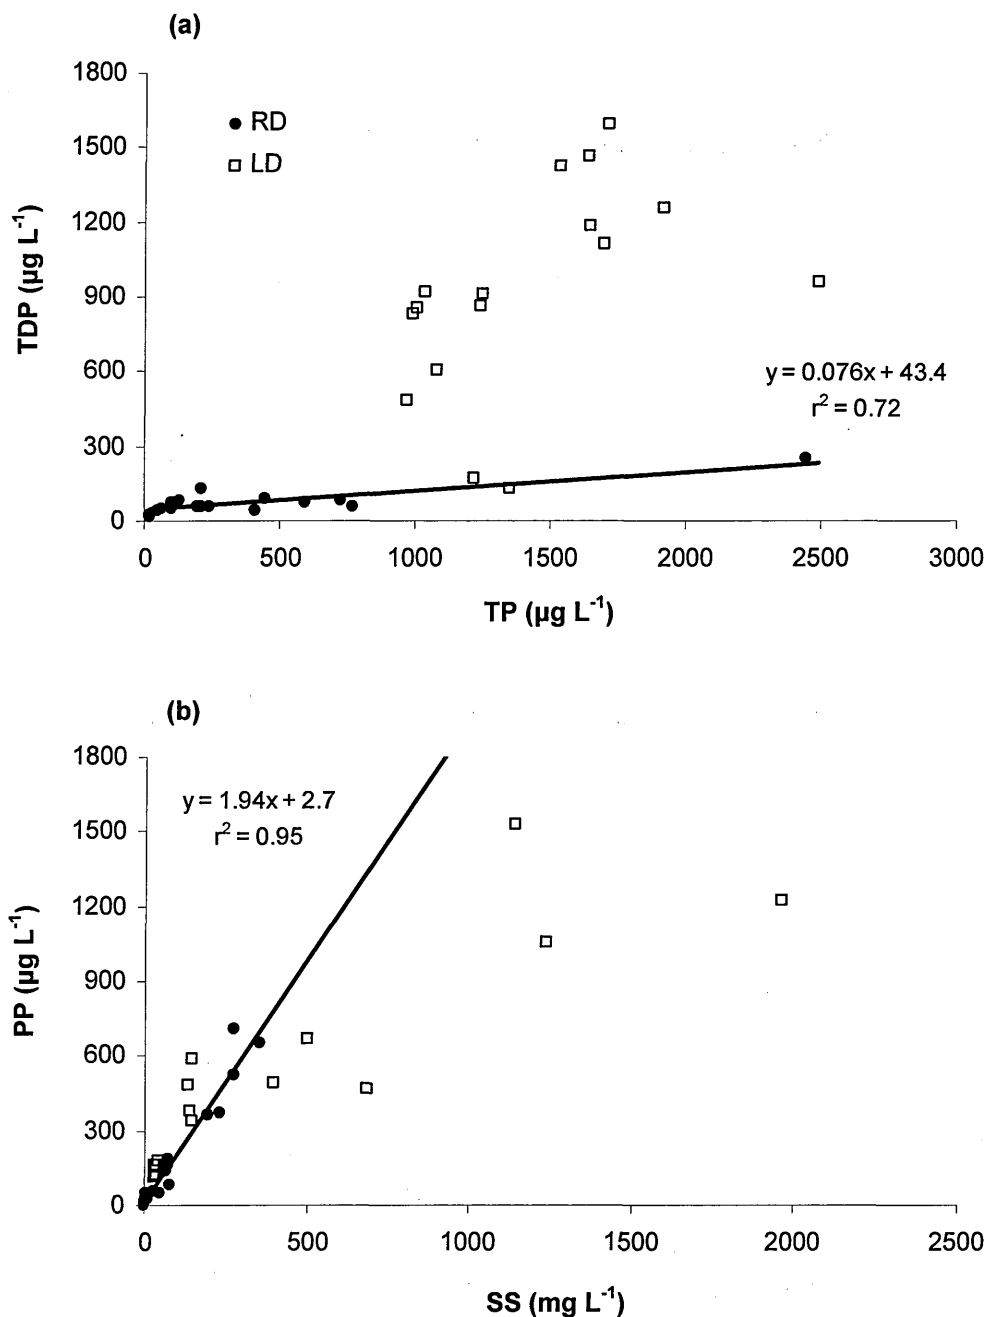 (a)
1800
1500
1200
900
600
300
0
TDP (µg L⁻¹)
● RD
□ LD
y = 0.076x + 43.4
r² = 0.72
0 500 1000 1500 2000 2500 3000
TP (µg L⁻¹)
(b)
1800
1500
1200
900
600
300
0
PP (µg L⁻¹)
y = 1.94x + 2.7
r² = 0.95
0 500 1000 1500 2000 2500
SS (mg L⁻¹)